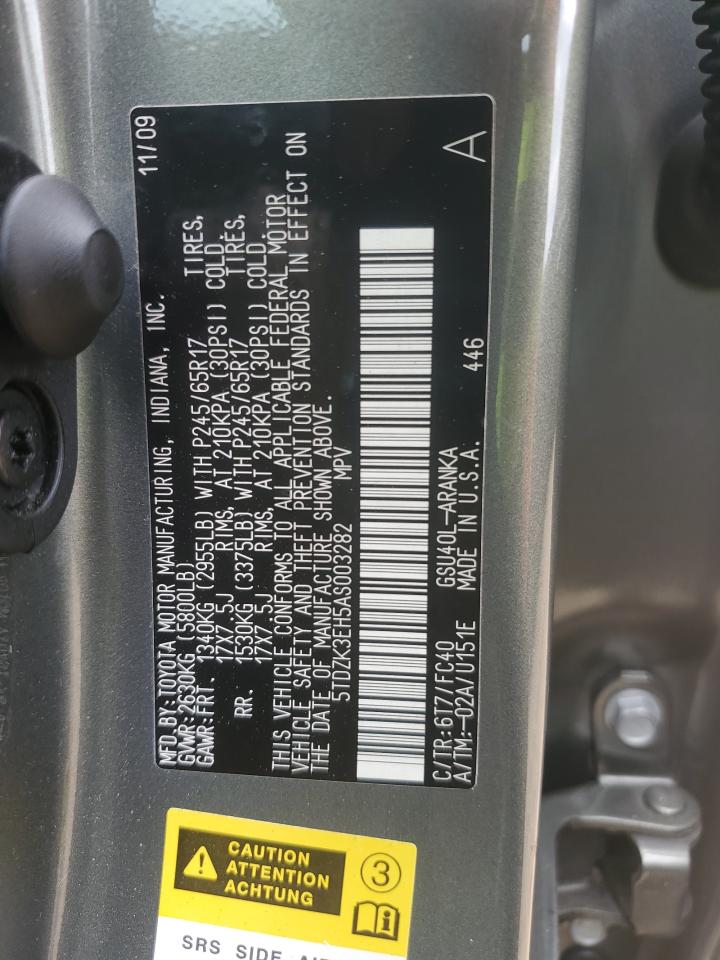 MFD.BY:TOYOTA MOTOR MANUFACTURING, INDIANA, INC. 11/09
GVWR:2630KG (5800LB)
GAWR:FRT. 1340KG (2955LB) WITH P245/65R17 TIRES,
17X7.5J RIMS, AT 210KPA (30PSI) COLD.
RR. 1530KG (3375LB) WITH P245/65R17 TIRES,
17X7.5J RIMS, AT 210KPA (30PSI) COLD.
THIS VEHICLE CONFORMS TO ALL APPLICABLE FEDERAL MOTOR
VEHICLE SAFETY AND THEFT PREVENTION STANDARDS IN EFFECT ON
THE DATE OF MANUFACTURE SHOWN ABOVE.
5TDZK3EH5AS003282 MPV
C/TR:6T7/FC40 GSU40L-ARANKA 446 A
A/TM:-02A/U151E MADE IN U.S.A.
CAUTION
ATTENTION
ACHTUNG
3
SRS SIDE